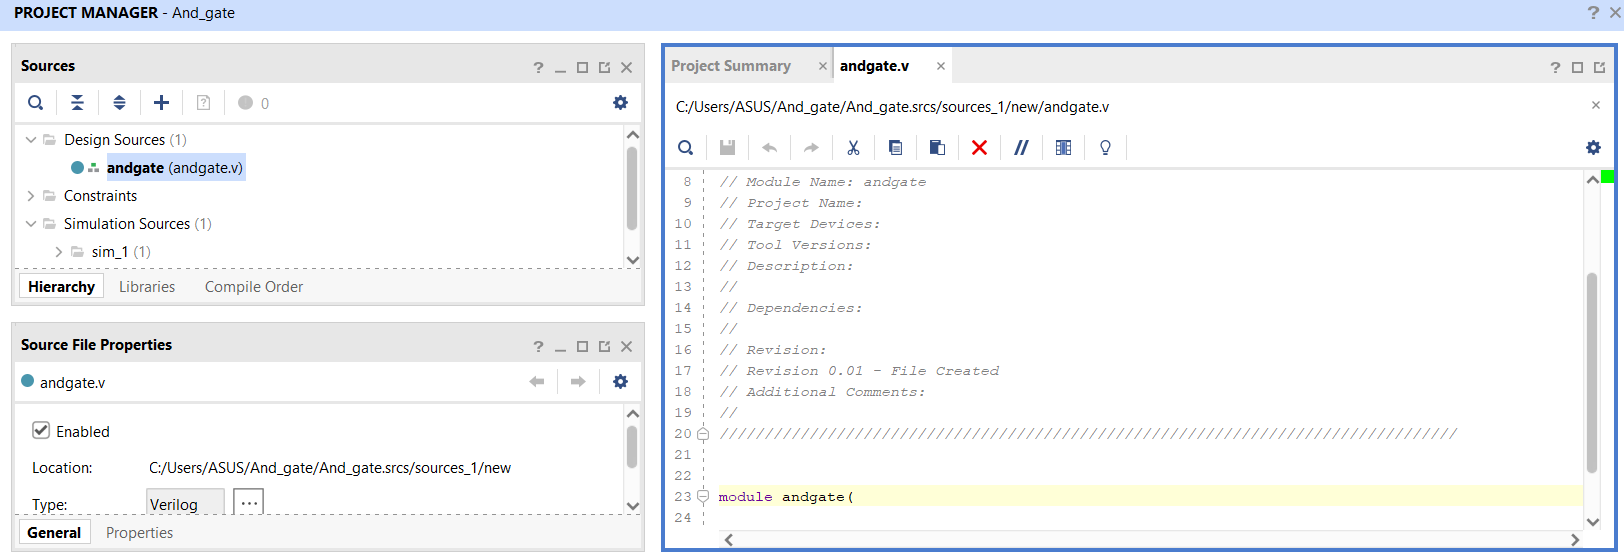 PROJECT MANAGER - And_gate
Sources
0
Design Sources (1)
andgate (andgate.v)
Constraints
Simulation Sources (1)
sim_1 (1)
Hierarchy Libraries Compile Order
Source File Properties
andgate.v
Enabled
Location: C:/Users/ASUS/And_gate/And_gate.srcs/sources_1/new
Type: Verilog ...
General Properties
Project Summary andgate.v
C:/Users/ASUS/And_gate/And_gate.srcs/sources_1/new/andgate.v
8 // Module Name: andgate
9 // Project Name:
10 // Target Devices:
11 // Tool Versions:
12 // Description:
13 //
14 // Dependencies:
15 //
16 // Revision:
17 // Revision 0.01 - File Created
18 // Additional Comments:
19 //
20 //////////////////////////////////////////////////////////////////////////////////
21
22
23 module andgate(
24